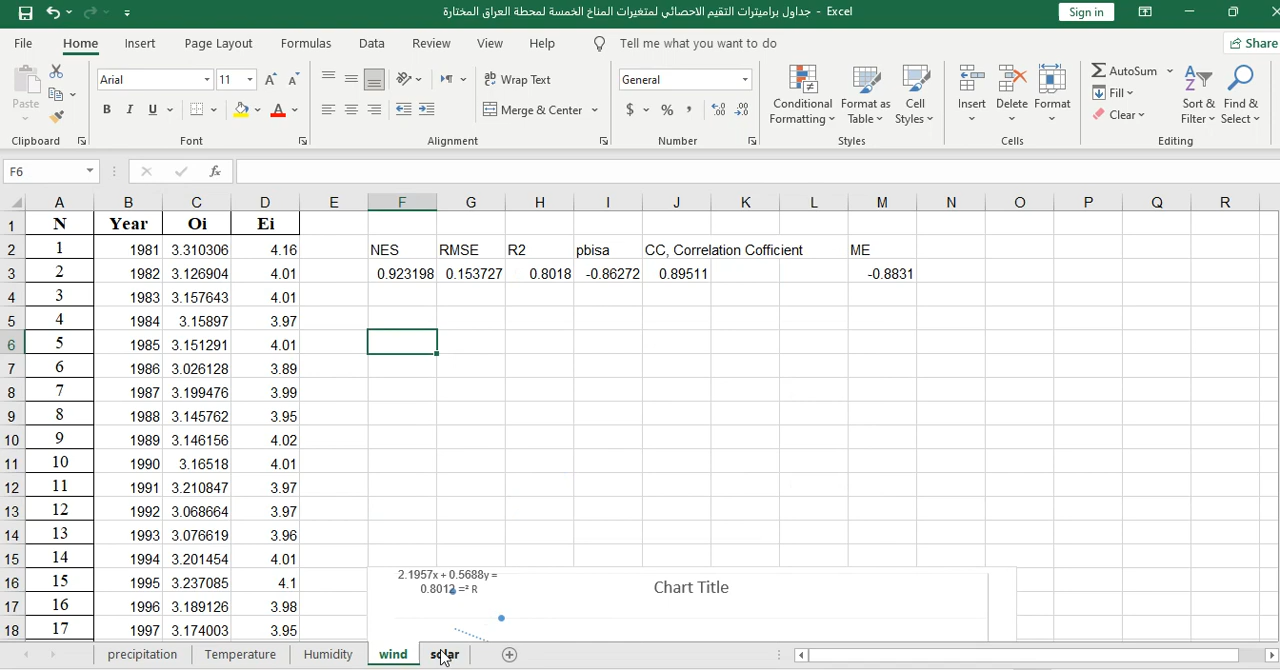 جداول براميترات التقيم الاحصائي لمتغيرات المناخ الخمسة لمحطة العراق المختارة - Excel
Sign in
File Home Insert Page Layout Formulas Data Review View Help Tell me what you want to do Share
Paste
Clipboard
Arial 11
B I U
Font
Wrap Text
Merge & Center
Alignment
General
$ % ,
Number
Conditional Formatting
Format as Table
Cell Styles
Styles
Insert Delete Format
Cells
AutoSum
Fill
Clear
Sort & Filter
Find & Select
Editing
F6 fx
A B C D E F G H I J K L M N O P Q R
1 N Year Oi Ei
2 1 1981 3.310306 4.16 NES RMSE R2 pbisa CC, Correlation Cofficient ME
3 2 1982 3.126904 4.01 0.923198 0.153727 0.8018 -0.86272 0.89511 -0.8831
4 3 1983 3.157643 4.01
5 4 1984 3.15897 3.97
6 5 1985 3.151291 4.01
7 6 1986 3.026128 3.89
8 7 1987 3.199476 3.99
9 8 1988 3.145762 3.95
10 9 1989 3.146156 4.02
11 10 1990 3.16518 4.01
12 11 1991 3.210847 3.97
13 12 1992 3.068664 3.97
14 13 1993 3.076619 3.96
15 14 1994 3.201454 4.01
16 15 1995 3.237085 4.1
17 16 1996 3.189126 3.98
18 17 1997 3.174003 3.95
2.1957x + 0.5688y =
0.8012 =² R
Chart Title
precipitation Temperature Humidity wind solar